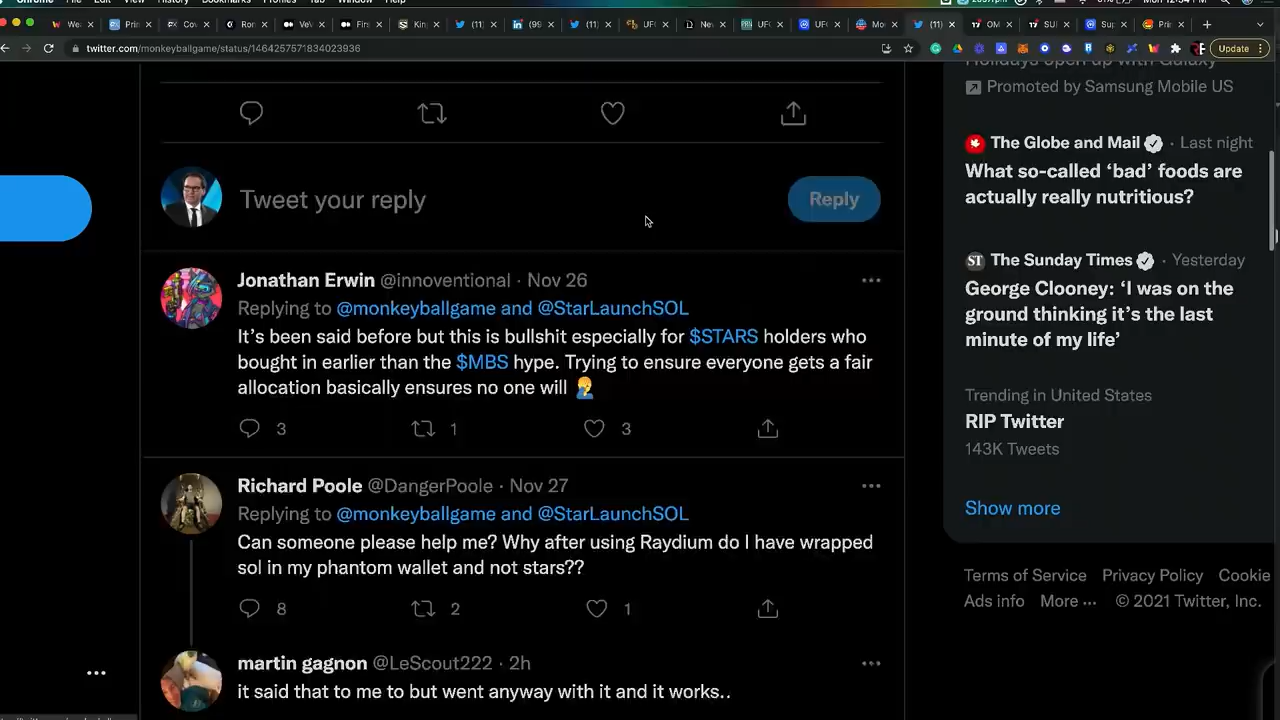 Update
twitter.com/monkeyballgame/status/1464257571834023936
Promoted by Samsung Mobile US
Tweet your reply
Reply
The Globe and Mail · Last night
What so-called ‘bad’ foods are
actually really nutritious?
The Sunday Times · Yesterday
George Clooney: ‘I was on the
ground thinking it’s the last
minute of my life’
Jonathan Erwin @innoventional · Nov 26
Replying to @monkeyballgame and @StarLaunchSOL
It’s been said before but this is bullshit especially for $STARS holders who
bought in earlier than the $MBS hype. Trying to ensure everyone gets a fair
allocation basically ensures no one will 🤦‍♂️
3 1 3
Trending in United States
RIP Twitter
143K Tweets
Show more
Richard Poole @DangerPoole · Nov 27
Replying to @monkeyballgame and @StarLaunchSOL
Can someone please help me? Why after using Raydium do I have wrapped
sol in my phantom wallet and not stars??
8 2 1
Terms of Service Privacy Policy Cookie
Ads info More ··· © 2021 Twitter, Inc.
martin gagnon @LeScout222 · 2h
it said that to me to but went anyway with it and it works..